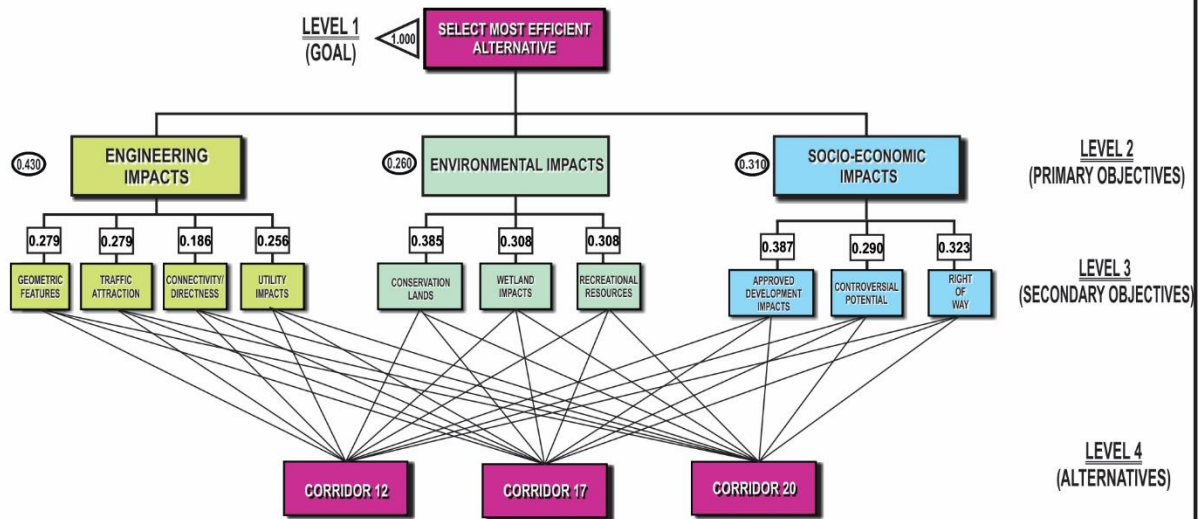 LEVEL 1
(GOAL)
1.000
SELECT MOST EFFICIENT
ALTERNATIVE
0.430
ENGINEERING
IMPACTS
0.260
ENVIRONMENTAL IMPACTS
0.310
SOCIO-ECONOMIC
IMPACTS
LEVEL 2
(PRIMARY OBJECTIVES)
0.279
0.279
0.186
0.256
0.385
0.308
0.308
0.387
0.290
0.323
GEOMETRIC
FEATURES
TRAFFIC
ATTRACTION
CONNECTIVITY/
DIRECTNESS
UTILITY
IMPACTS
CONSERVATION
LANDS
WETLAND
IMPACTS
RECREATIONAL
RESOURCES
APPROVED
DEVELOPMENT
IMPACTS
CONTROVERSIAL
POTENTIAL
RIGHT
OF
WAY
LEVEL 3
(SECONDARY OBJECTIVES)
CORRIDOR 12
CORRIDOR 17
CORRIDOR 20
LEVEL 4
(ALTERNATIVES)